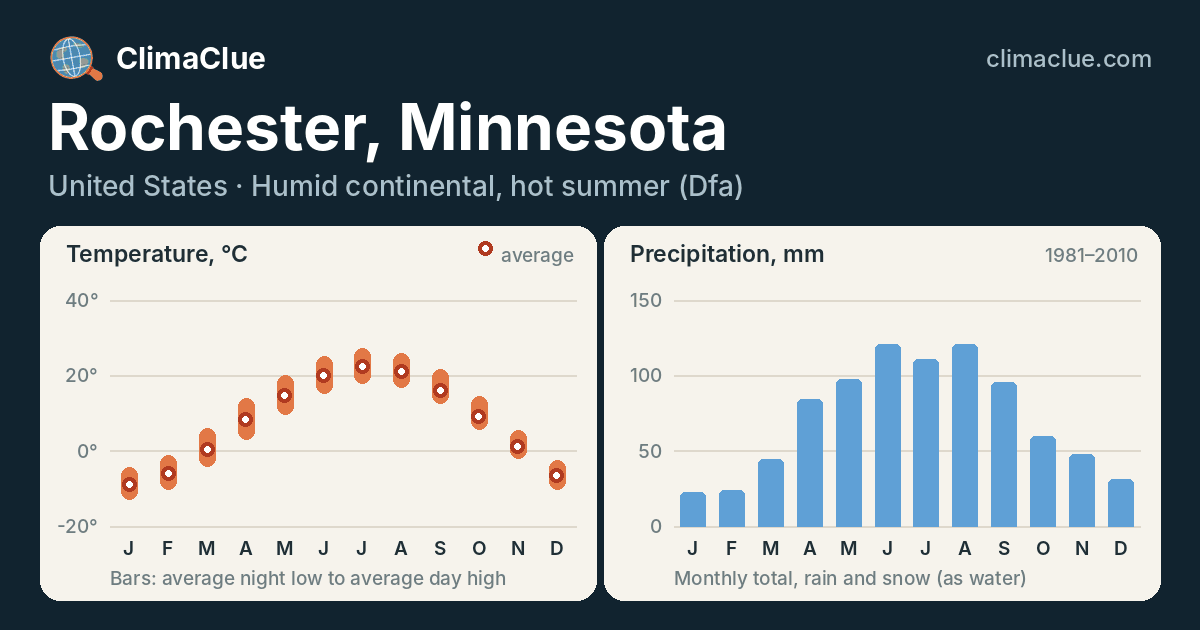 ClimaClue
climaclue.com
Rochester, Minnesota
United States · Humid continental, hot summer (Dfa)
Temperature, °C
average
40°
20°
0°
-20°
J F M A M J J A S O N D
Bars: average night low to average day high
Precipitation, mm
1981–2010
150
100
50
0
J F M A M J J A S O N D
Monthly total, rain and snow (as water)